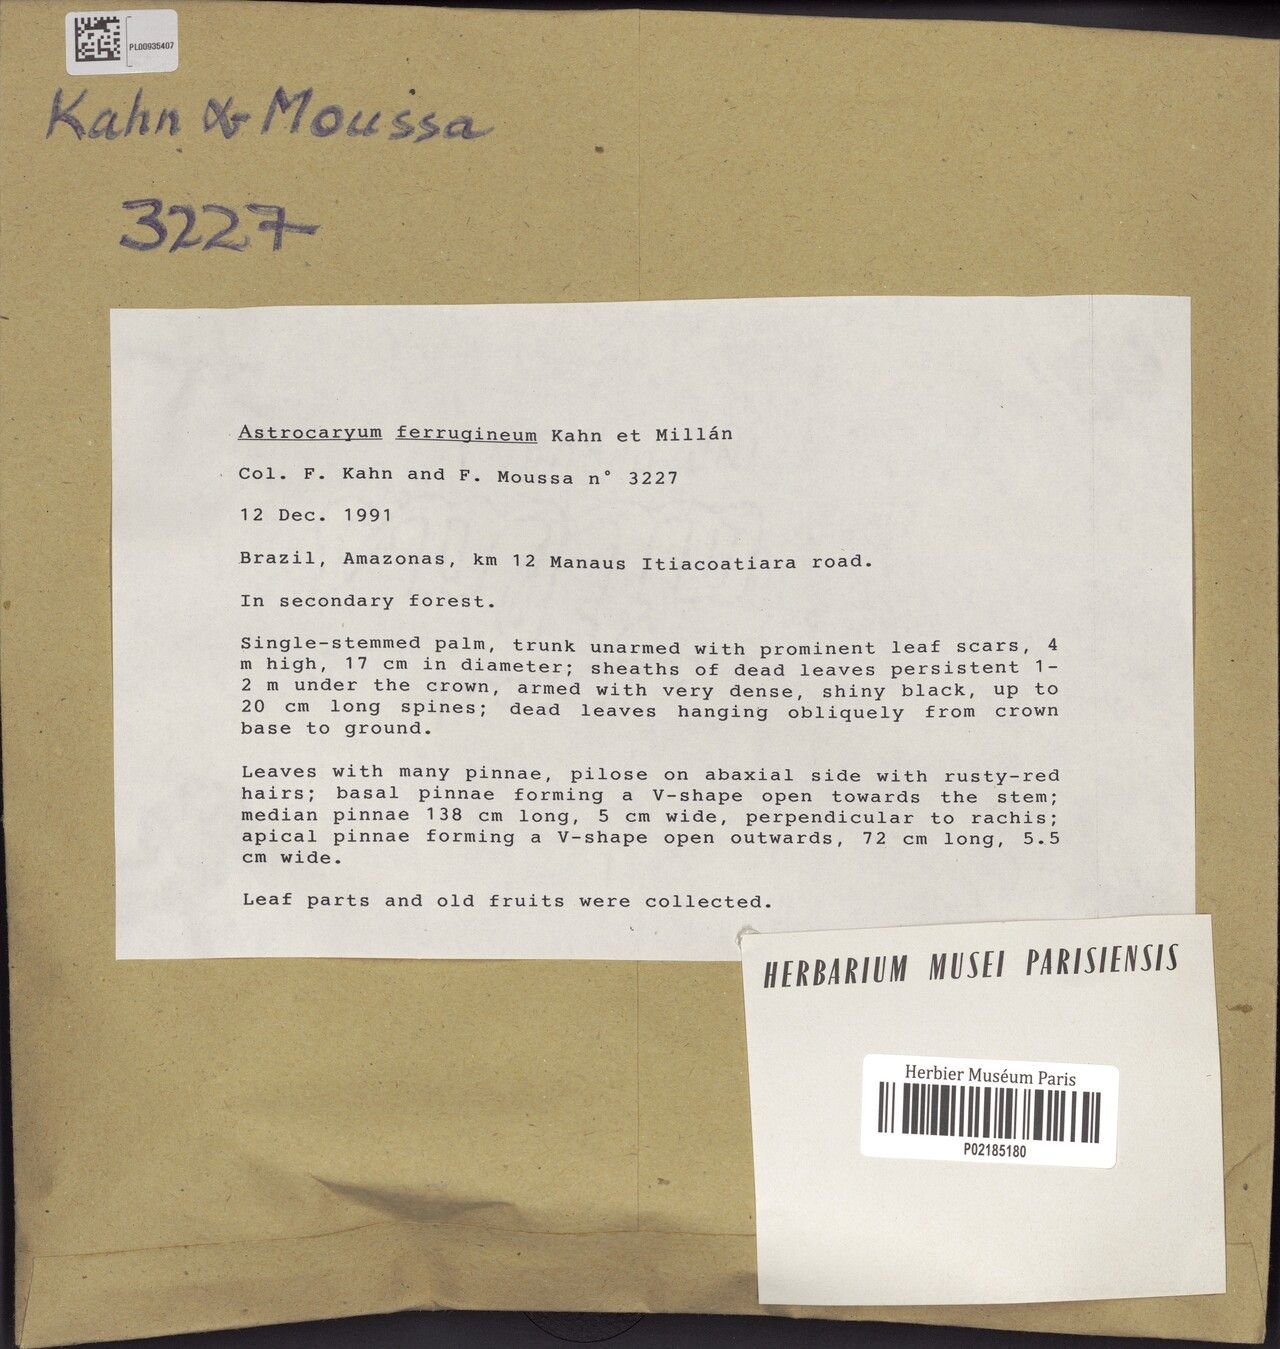 PL00935407
Kahn & Moussa
3227
Astrocaryum ferrugineum Kahn et Millán
Col. F. Kahn and F. Moussa n° 3227
12 Dec. 1991
Brazil, Amazonas, km 12 Manaus Itiacoatiara road.
In secondary forest.
Single-stemmed palm, trunk unarmed with prominent leaf scars, 4
m high, 17 cm in diameter; sheaths of dead leaves persistent 1-
2 m under the crown, armed with very dense, shiny black, up to
20 cm long spines; dead leaves hanging obliquely from crown
base to ground.
Leaves with many pinnae, pilose on abaxial side with rusty-red
hairs; basal pinnae forming a V-shape open towards the stem;
median pinnae 138 cm long, 5 cm wide, perpendicular to rachis;
apical pinnae forming a V-shape open outwards, 72 cm long, 5.5
cm wide.
Leaf parts and old fruits were collected.
HERBARIUM MUSEI PARISIENSIS
Herbier Muséum Paris
P02185180